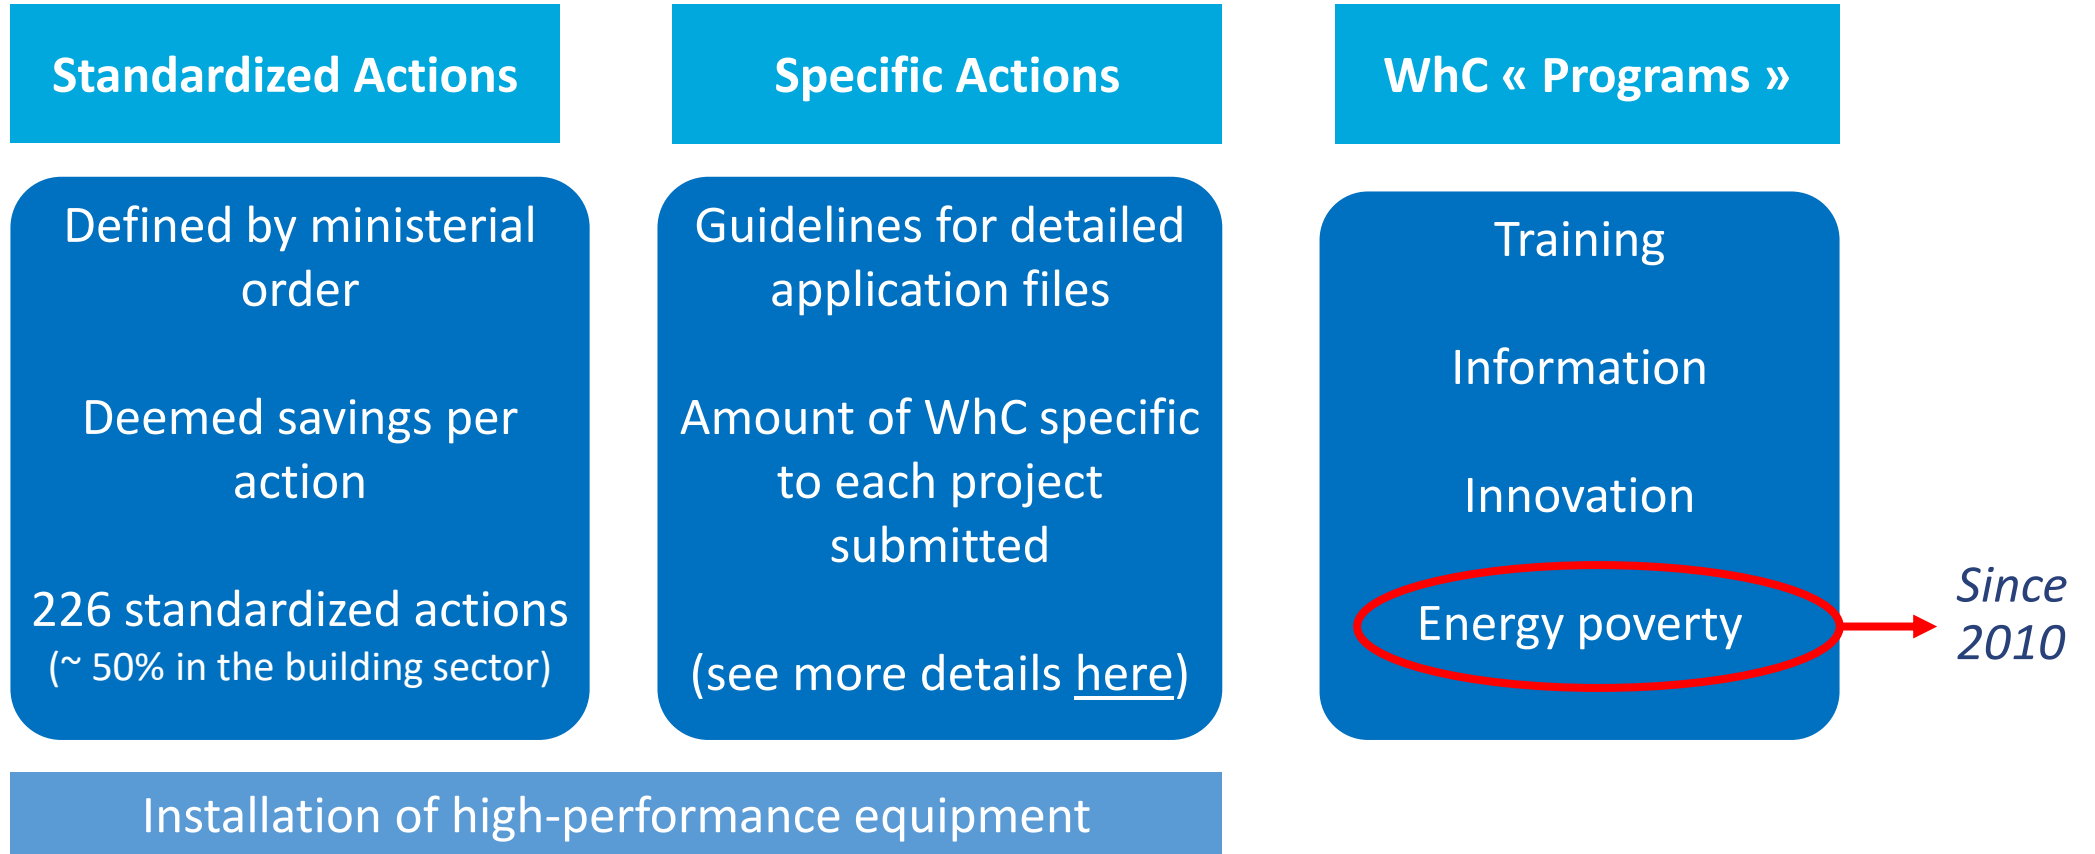 Standardized Actions
Defined by ministerial
order
Deemed savings per
action
226 standardized actions
(~ 50% in the building sector)
Specific Actions
Guidelines for detailed
application files
Amount of WhC specific
to each project
submitted
(see more details here)
Installation of high-performance equipment
WhC « Programs »
Training
Information
Innovation
Energy poverty
Since
2010